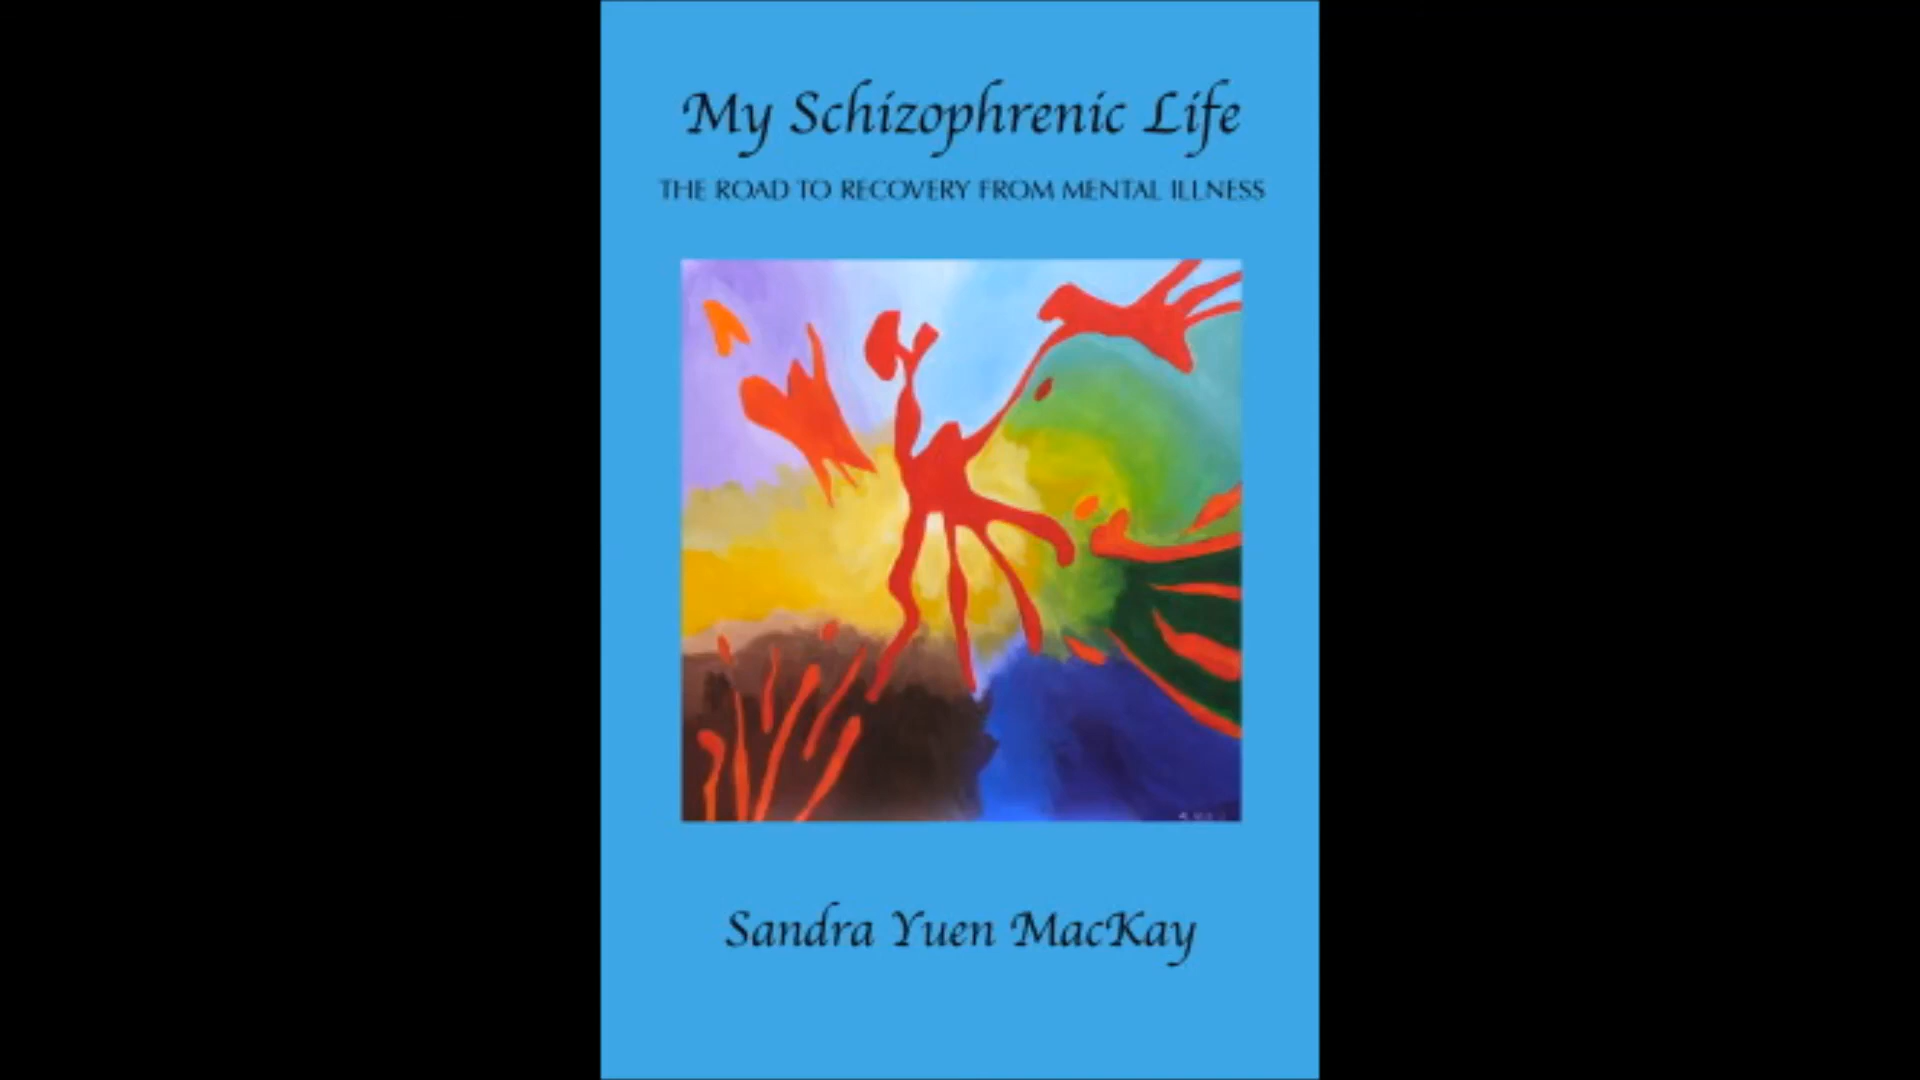 My Schizophrenic Life
THE ROAD TO RECOVERY FROM MENTAL ILLNESS
Sandra Yuen MacKay